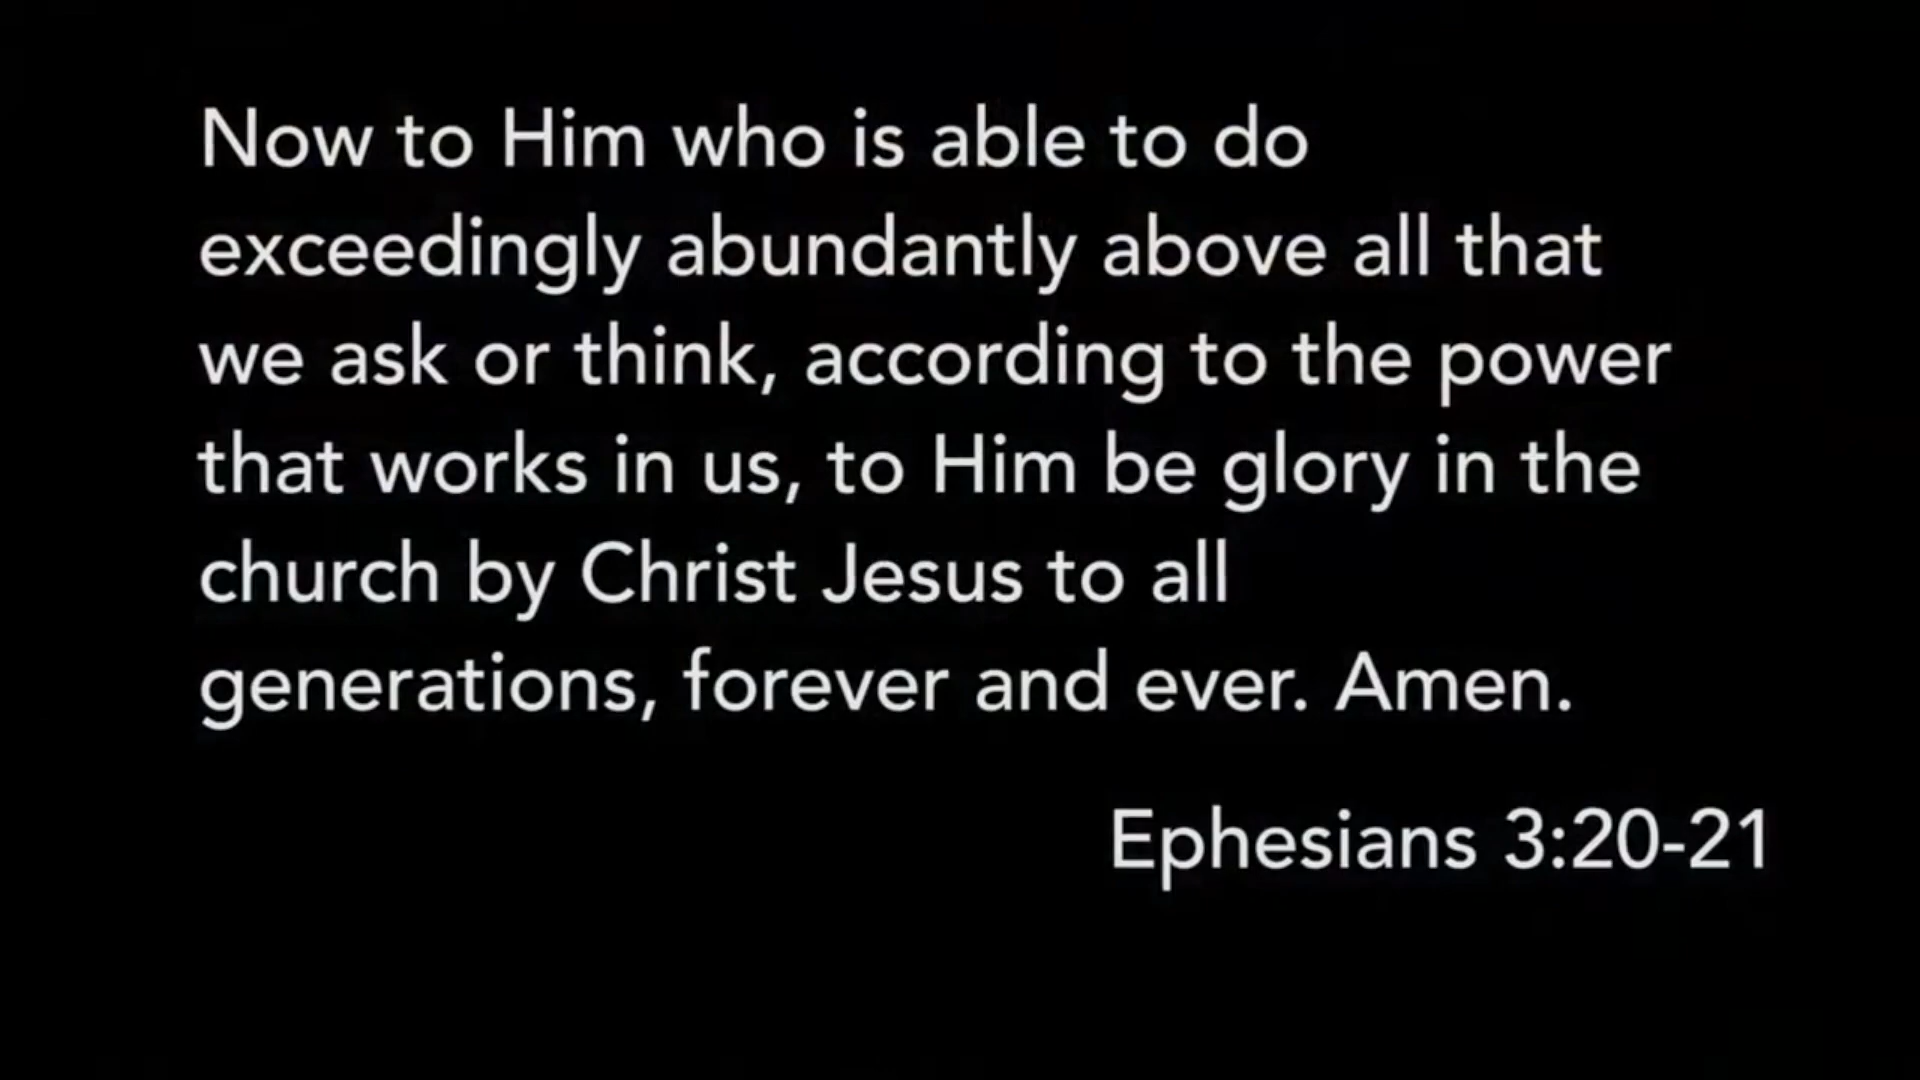 Now to Him who is able to do
exceedingly abundantly above all that
we ask or think, according to the power
that works in us, to Him be glory in the
church by Christ Jesus to all
generations, forever and ever. Amen.
Ephesians 3:20-21